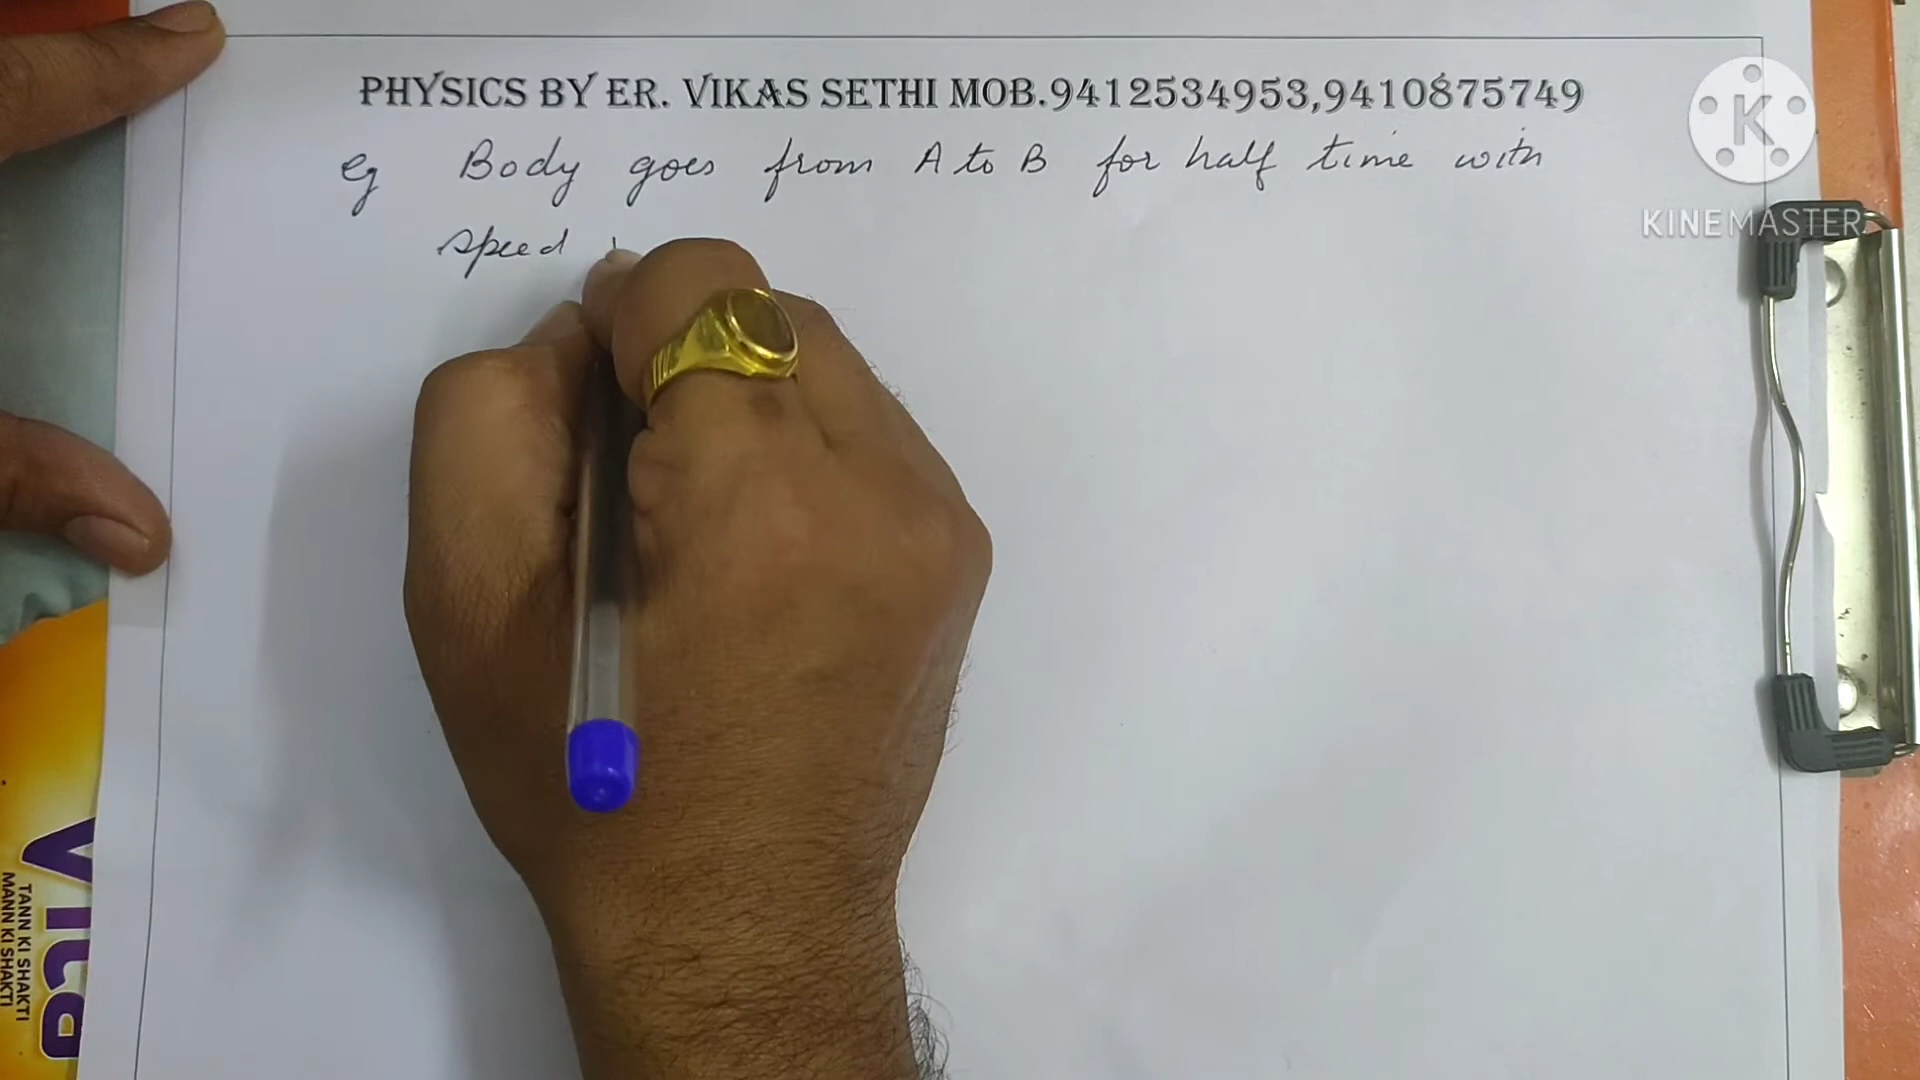 PHYSICS BY ER. VIKAS SETHI MOB.9412534953,9410875749
eg Body goes from A to B for half time with
speed
K
KINEMASTER
Vita
TANN KI SHAKTI
MANN KI SHAKTI